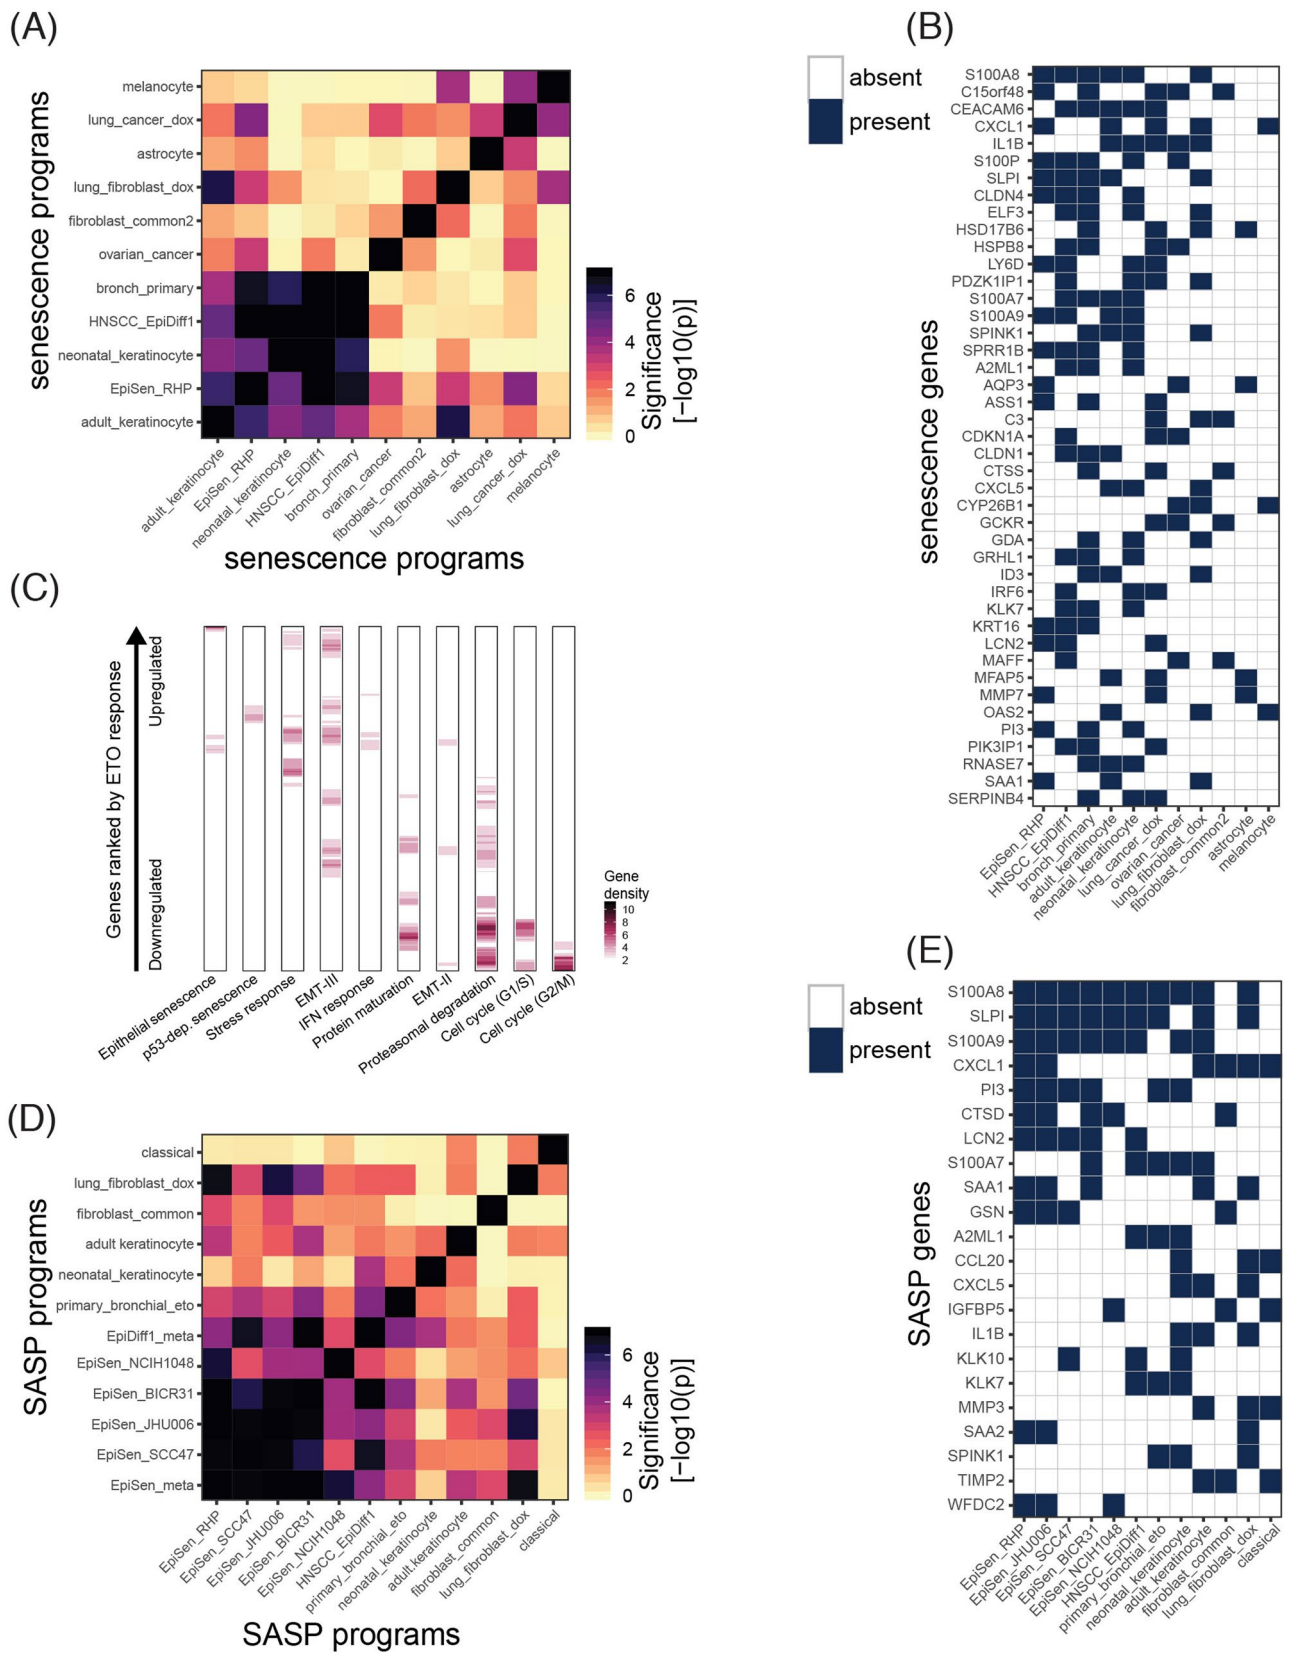 (A)
senescence programs
melanocyte
lung_cancer_dox
astrocyte
lung_fibroblast_dox
fibroblast_common2
ovarian_cancer
bronch_primary
HNSCC_EpiDiff1
neonatal_keratinocyte
EpiSen_RHP
adult_keratinocyte
adult_keratinocyte
EpiSen_RHP
neonatal_keratinocyte
HNSCC_EpiDiff1
bronch_primary
ovarian_cancer
fibroblast_common2
lung_fibroblast_dox
astrocyte
lung_cancer_dox
melanocyte
senescence programs
6
4
2
0
Significance
[−log10(p)]
(B)
absent
present
senescence genes
S100A8
C15orf48
CEACAM6
CXCL1
IL1B
S100P
SLPI
CLDN4
ELF3
HSD17B6
HSPB8
LY6D
PDZK1IP1
S100A7
S100A9
SPINK1
SPRR1B
A2ML1
AQP3
ASS1
C3
CDKN1A
CLDN1
CTSS
CXCL5
CYP26B1
GCKR
GDA
GRHL1
ID3
IRF6
KLK7
KRT16
LCN2
MAFF
MFAP5
MMP7
OAS2
PI3
PIK3IP1
RNASE7
SAA1
SERPINB4
EpiSen_RHP
HNSCC_EpiDiff1
bronch_primary
adult_keratinocyte
neonatal_keratinocyte
lung_cancer_dox
ovarian_cancer
lung_fibroblast_dox
fibroblast_common2
astrocyte
melanocyte
(C)
Genes ranked by ETO response
Upregulated
Downregulated
Epithelial senescence
p53-dep. senescence
Stress response
EMT-III
IFN response
Protein maturation
EMT-II
Proteasomal degradation
Cell cycle (G1/S)
Cell cycle (G2/M)
Gene
density
10
8
6
4
2
(D)
SASP programs
classical
lung_fibroblast_dox
fibroblast_common
adult keratinocyte
neonatal_keratinocyte
primary_bronchial_eto
EpiDiff1_meta
EpiSen_NCIH1048
EpiSen_BICR31
EpiSen_JHU006
EpiSen_SCC47
EpiSen_meta
EpiSen_RHP
EpiSen_SCC47
EpiSen_JHU006
EpiSen_BICR31
EpiSen_NCIH1048
HNSCC_EpiDiff1
primary_bronchial_eto
neonatal_keratinocyte
adult.keratinocyte
fibroblast_common
lung_fibroblast_dox
classical
SASP programs
6
4
2
0
Significance
[−log10(p)]
(E)
absent
present
SASP genes
S100A8
SLPI
S100A9
CXCL1
PI3
CTSD
LCN2
S100A7
SAA1
GSN
A2ML1
CCL20
CXCL5
IGFBP5
IL1B
KLK10
KLK7
MMP3
SAA2
SPINK1
TIMP2
WFDC2
EpiSen_RHP
EpiSen_JHU006
EpiSen_SCC47
EpiSen_BICR31
EpiSen_NCIH1048
HNSCC_EpiDiff1
primary_bronchial_eto
neonatal_keratinocyte
adult_keratinocyte
fibroblast_common
lung_fibroblast_dox
classical